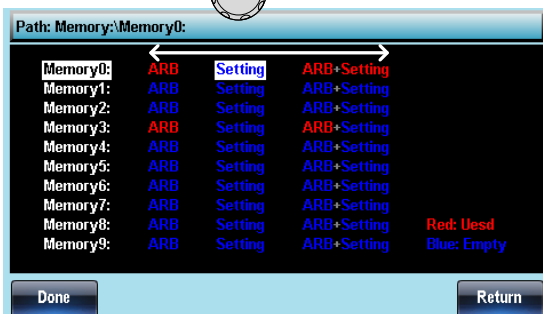 Path: Memory:\Memory0:
Memory0: ARB Setting ARB+Setting
Memory1: ARB Setting ARB+Setting
Memory2: ARB Setting ARB+Setting
Memory3: ARB Setting ARB+Setting
Memory4: ARB Setting ARB+Setting
Memory5: ARB Setting ARB+Setting
Memory6: ARB Setting ARB+Setting
Memory7: ARB Setting ARB+Setting
Memory8: ARB Setting ARB+Setting Red: Uesd
Memory9: ARB Setting ARB+Setting Blue: Empty
Done Return